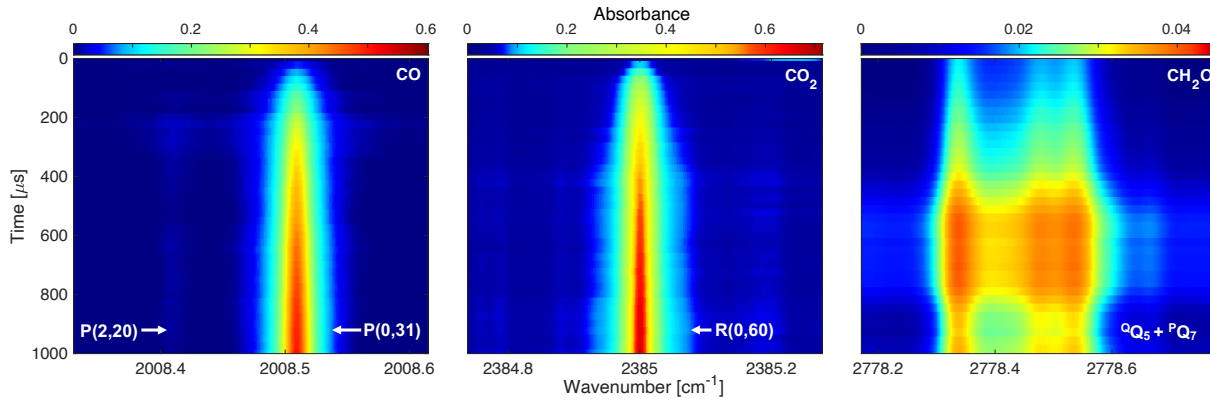 Absorbance
0 0.2 0.4 0.6
0 0.2 0.4 0.6
0 0.02 0.04
CO
CO2
CH2O
Time [μs]
0
200
400
600
800
1000
P(2,20)
P(0,31)
R(0,60)
QQ5 + PQ7
2008.4 2008.5 2008.6
2384.8 2385 2385.2
2778.2 2778.4 2778.6
Wavenumber [cm-1]